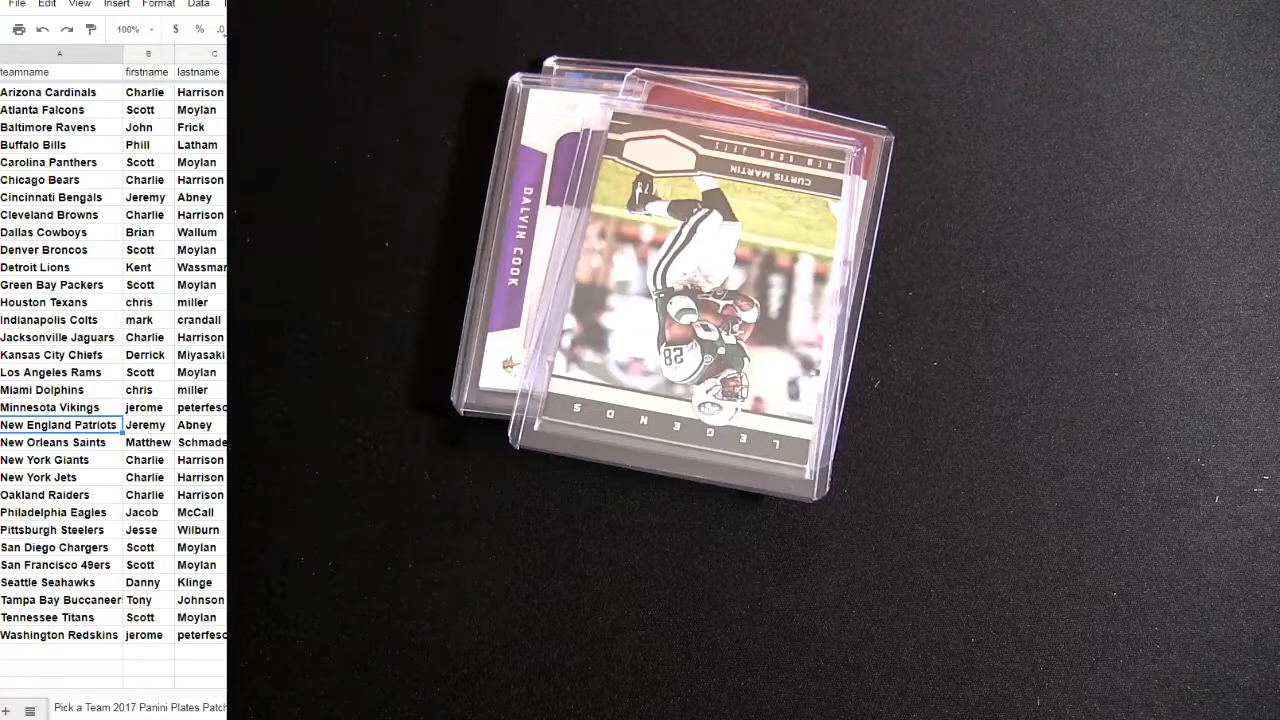 File Edit View Insert Format Data
100% $ % .0
A B C
teamname firstname lastname
Arizona Cardinals Charlie Harrison
Atlanta Falcons Scott Moylan
Baltimore Ravens John Frick
Buffalo Bills Phill Latham
Carolina Panthers Scott Moylan
Chicago Bears Charlie Harrison
Cincinnati Bengals Jeremy Abney
Cleveland Browns Charlie Harrison
Dallas Cowboys Brian Wallum
Denver Broncos Scott Moylan
Detroit Lions Kent Wassmar
Green Bay Packers Scott Moylan
Houston Texans chris miller
Indianapolis Colts mark crandall
Jacksonville Jaguars Charlie Harrison
Kansas City Chiefs Derrick Miyasaki
Los Angeles Rams Scott Moylan
Miami Dolphins chris miller
Minnesota Vikings jerome peterfeso
New England Patriots Jeremy Abney
New Orleans Saints Matthew Schmade
New York Giants Charlie Harrison
New York Jets Charlie Harrison
Oakland Raiders Charlie Harrison
Philadelphia Eagles Jacob McCall
Pittsburgh Steelers Jesse Wilburn
San Diego Chargers Scott Moylan
San Francisco 49ers Scott Moylan
Seattle Seahawks Danny Klinge
Tampa Bay Buccaneers Tony Johnson
Tennessee Titans Scott Moylan
Washington Redskins jerome peterfeso
Pick a Team 2017 Panini Plates Patch
DALVIN COOK
NEW YORK JETS
CURTIS MARTIN
28
LEGENDS